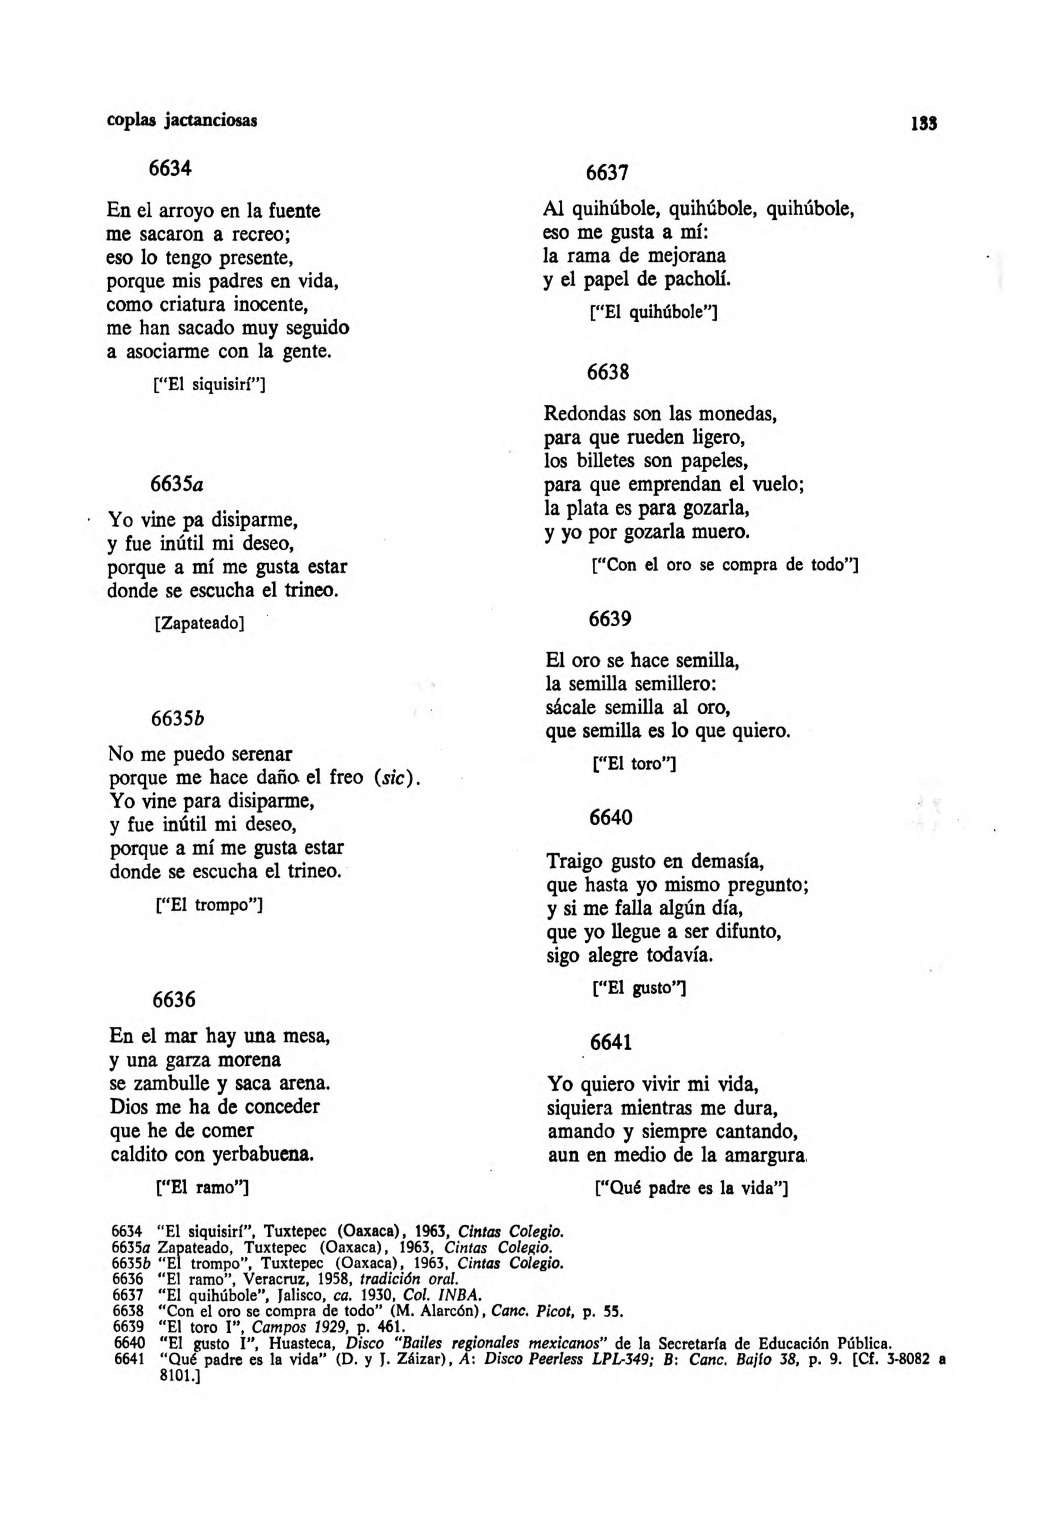 coplas jactanciosas
133
6634
En el arroyo en la fuente
me sacaron a recreo;
eso lo tengo presente,
porque mis padres en vida,
como criatura inocente,
me han sacado muy seguido
a asociarme con la gente.
["El siquisirí"]
6635a
Yo vine pa disiparme,
y fue inútil mi deseo,
porque a mí me gusta estar
donde se escucha el trineo.
[Zapateado]
6635b
No me puedo serenar
porque me hace daño el freo (sic).
Yo vine para disiparme,
y fue inútil mi deseo,
porque a mí me gusta estar
donde se escucha el trineo.
["El trompo"]
6636
En el mar hay una mesa,
y una garza morena
se zambulle y saca arena.
Dios me ha de conceder
que he de comer
caldito con yerbabuena.
["El ramo"]
6637
Al quihúbole, quihúbole, quihúbole,
eso me gusta a mí:
la rama de mejorana
y el papel de pacholí.
["El quihúbole"]
6638
Redondas son las monedas,
para que rueden ligero,
los billetes son papeles,
para que emprendan el vuelo;
la plata es para gozarla,
y yo por gozarla muero.
["Con el oro se compra de todo"]
6639
El oro se hace semilla,
la semilla semillero:
sácale semilla al oro,
que semilla es lo que quiero.
["El toro"]
6640
Traigo gusto en demasía,
que hasta yo mismo pregunto;
y si me falla algún día,
que yo llegue a ser difunto,
sigo alegre todavía.
["El gusto"]
6641
Yo quiero vivir mi vida,
siquiera mientras me dura,
amando y siempre cantando,
aun en medio de la amargura.
["Qué padre es la vida"]
6634 "El siquisirí", Tuxtepec (Oaxaca), 1963, Cintas Colegio.
6635a Zapateado, Tuxtepec (Oaxaca), 1963, Cintas Colegio.
6635b "El trompo", Tuxtepec (Oaxaca), 1963, Cintas Colegio.
6636 "El ramo", Veracruz, 1958, tradición oral.
6637 "El quihúbole", Jalisco, ca. 1930, Col. INBA.
6638 "Con el oro se compra de todo" (M. Alarcón), Canc. Picot, p. 55.
6639 "El toro I", Campos 1929, p. 461.
6640 "El gusto I", Huasteca, Disco "Bailes regionales mexicanos" de la Secretaría de Educación Pública.
6641 "Qué padre es la vida" (D. y J. Záizar), A: Disco Peerless LPL-349; B: Canc. Bajío 38, p. 9. [Cf. 3-8082 a
8101.]